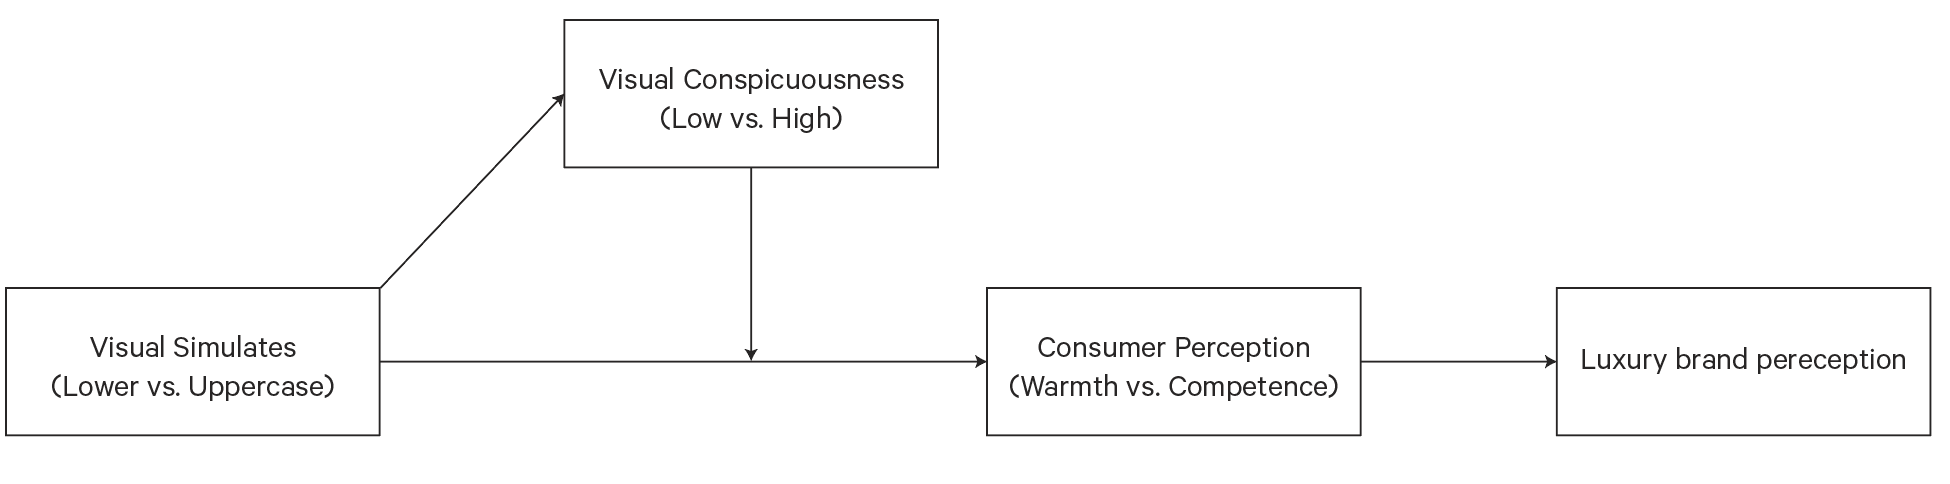 Visual Conspicuousness
(Low vs. High)
Visual Simulates
(Lower vs. Uppercase)
Consumer Perception
(Warmth vs. Competence)
Luxury brand pereception